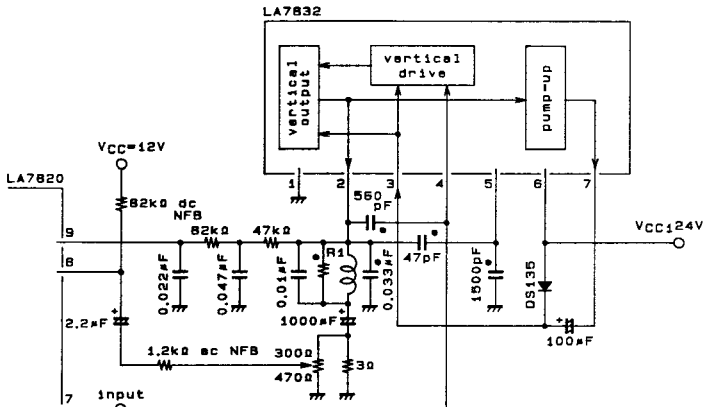 LA7832
vertical output
vertical drive
pump-up
VCC=12V
LA7820
1 2 3 4 5 6 7
82kΩ dc NFB
560 pF
9
82kΩ
47kΩ
R1
47pF
VCC1 24V
8
0.022µF
0.047µF
0.01µF
0.033µF
1500pF
DS135
2.2µF
1000µF
100µF
1.2kΩ ac NFB
300Ω
470Ω
3Ω
7
input